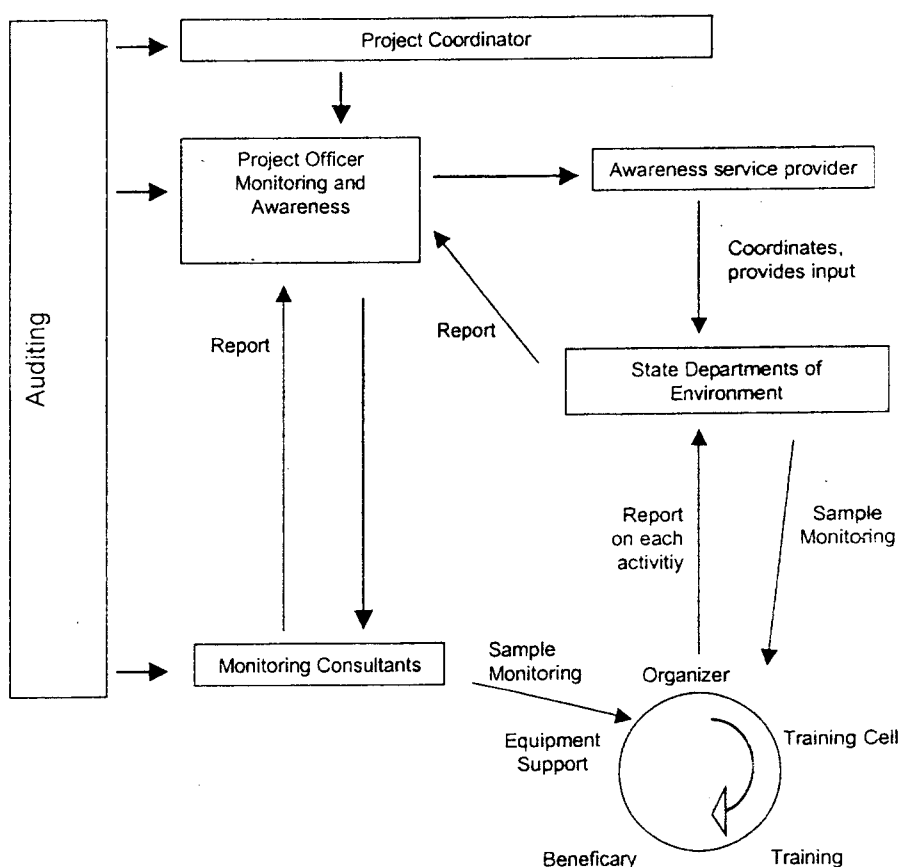 Project Coordinator
Project Officer
Monitoring and
Awareness
Awareness service provider
Coordinates,
provides input
Auditing
Report
Report
State Departments of
Environment
Report
on each
activitiy
Sample
Monitoring
Monitoring Consultants
Sample
Monitoring
Organizer
Equipment
Support
Training Cell
Beneficary
Training